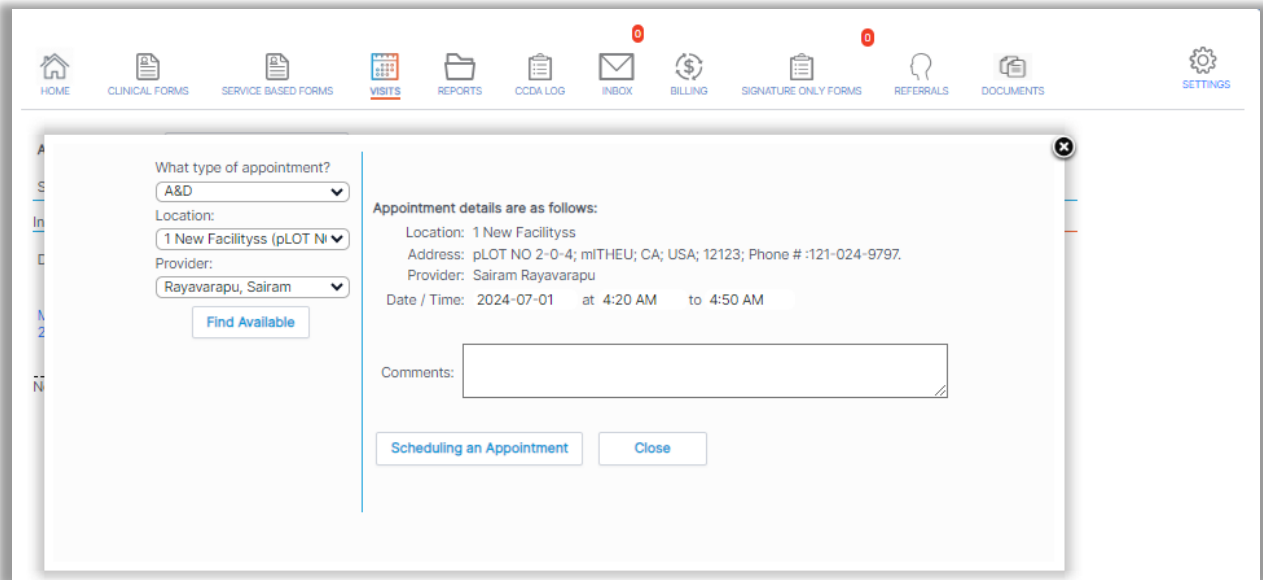 0
0
HOME CLINICAL FORMS SERVICE BASED FORMS VISITS REPORTS CCDA LOG INBOX BILLING SIGNATURE ONLY FORMS REFERRALS DOCUMENTS SETTINGS
What type of appointment?
A&D
Location:
1 New Facilityss (pLOT
Provider:
Rayavarapu, Sairam
Find Available
Appointment details are as follows:
Location: 1 New Facilityss
Address: pLOT NO 2-0-4; mITHEU; CA; USA; 12123; Phone # :121-024-9797.
Provider: Sairam Rayavarapu
Date / Time: 2024-07-01 at 4:20 AM to 4:50 AM
Comments:
Scheduling an Appointment Close